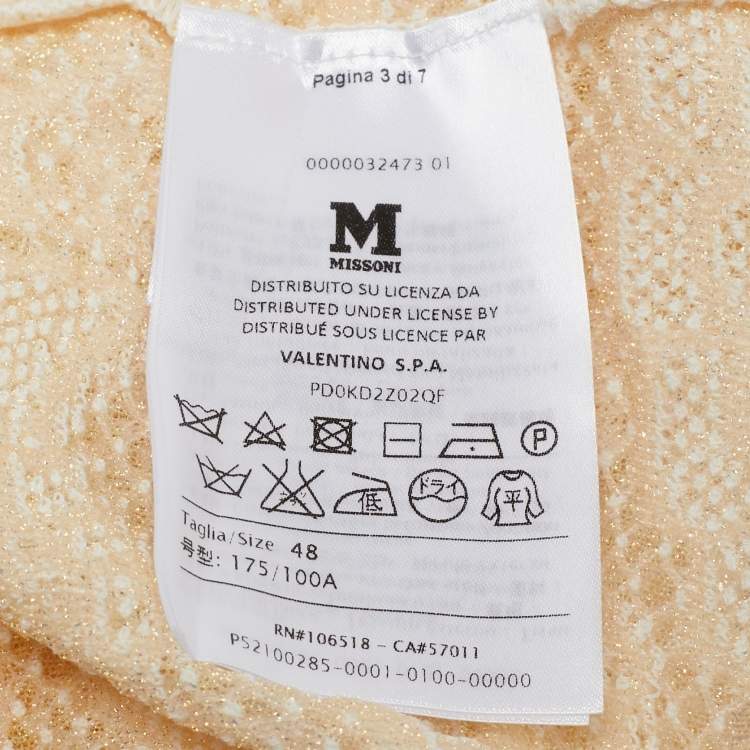 Pagina 3 di 7
0000032473 01
M
MISSONI
DISTRIBUITO SU LICENZA DA
DISTRIBUTED UNDER LICENSE BY
DISTRIBUÉ SOUS LICENCE PAR
VALENTINO S.P.A.
PD0KD2Z02QF
P
低 ドライ 平
Taglia/Size 48
号型: 175/100A
RN#106518 – CA#57011
P52100285-0001-0100-00000